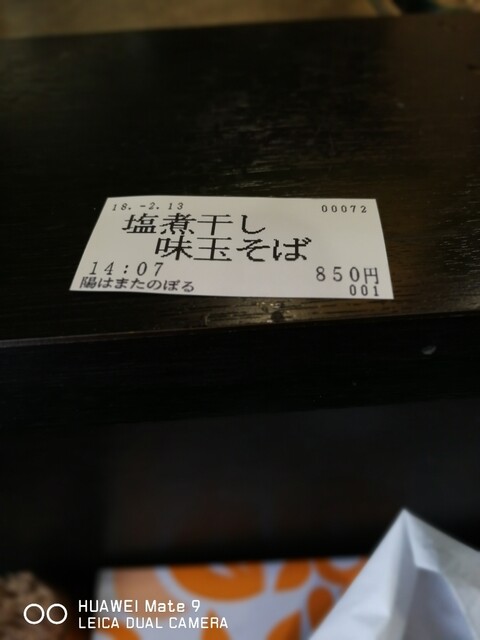 18.-2.13 00072
塩煮干し
味玉そば
14:07 850円
陽はまたのぼる 001
HUAWEI Mate 9
LEICA DUAL CAMERA